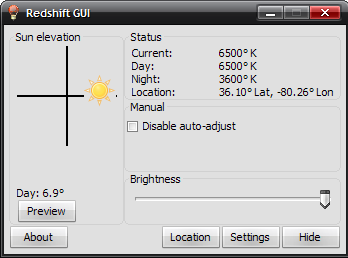 Redshift GUI
Sun elevation
Day: 6.9°
Preview
Status
Current: 6500° K
Day: 6500° K
Night: 3600° K
Location: 36.10° Lat, -80.26° Lon
Manual
Disable auto-adjust
Brightness
About
Location
Settings
Hide